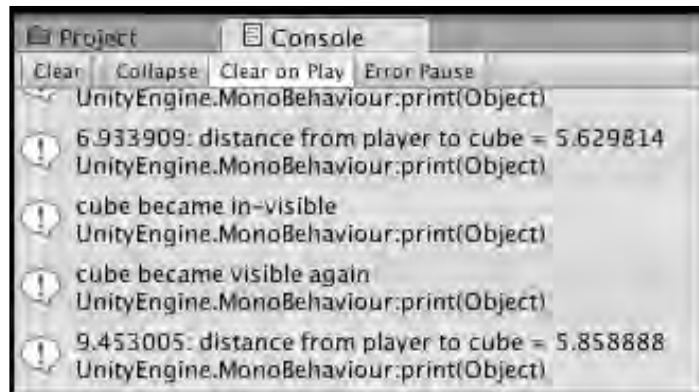 Project Console
Clear Collapse Clear on Play Error Pause
UnityEngine.MonoBehaviour:print(Object)
6.933909: distance from player to cube = 5.629814
UnityEngine.MonoBehaviour:print(Object)
cube became in-visible
UnityEngine.MonoBehaviour:print(Object)
cube became visible again
UnityEngine.MonoBehaviour:print(Object)
9.453005: distance from player to cube = 5.858888
UnityEngine.MonoBehaviour:print(Object)